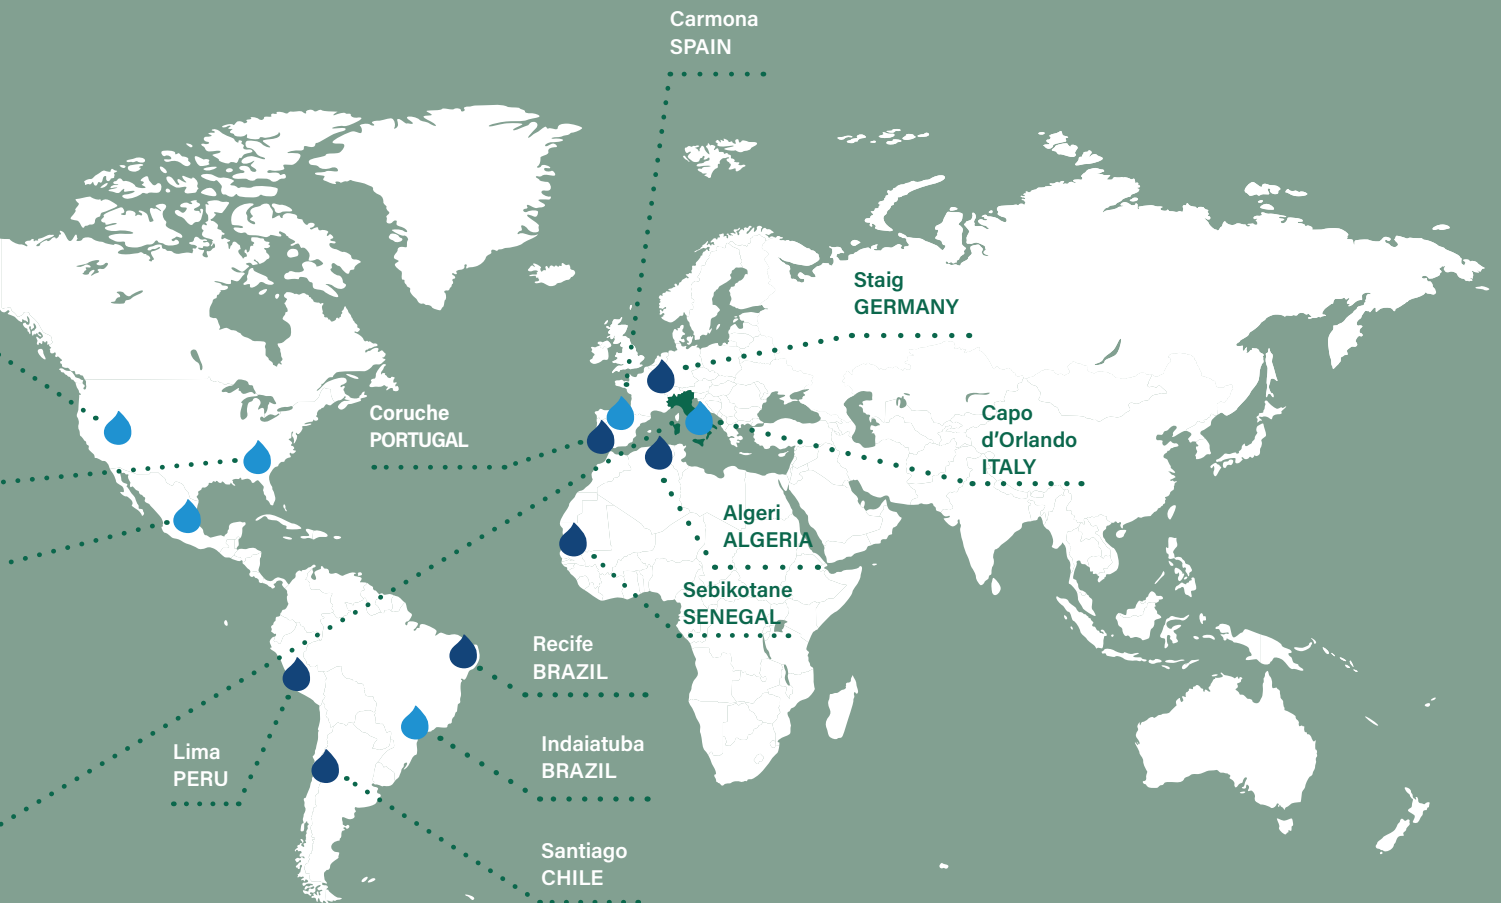 Carmona
SPAIN
Staig
GERMANY
Coruche
PORTUGAL
Capo
d'Orlando
ITALY
Algeri
ALGERIA
Sebikotane
SENEGAL
Recife
BRAZIL
Indaiatuba
BRAZIL
Lima
PERU
Santiago
CHILE